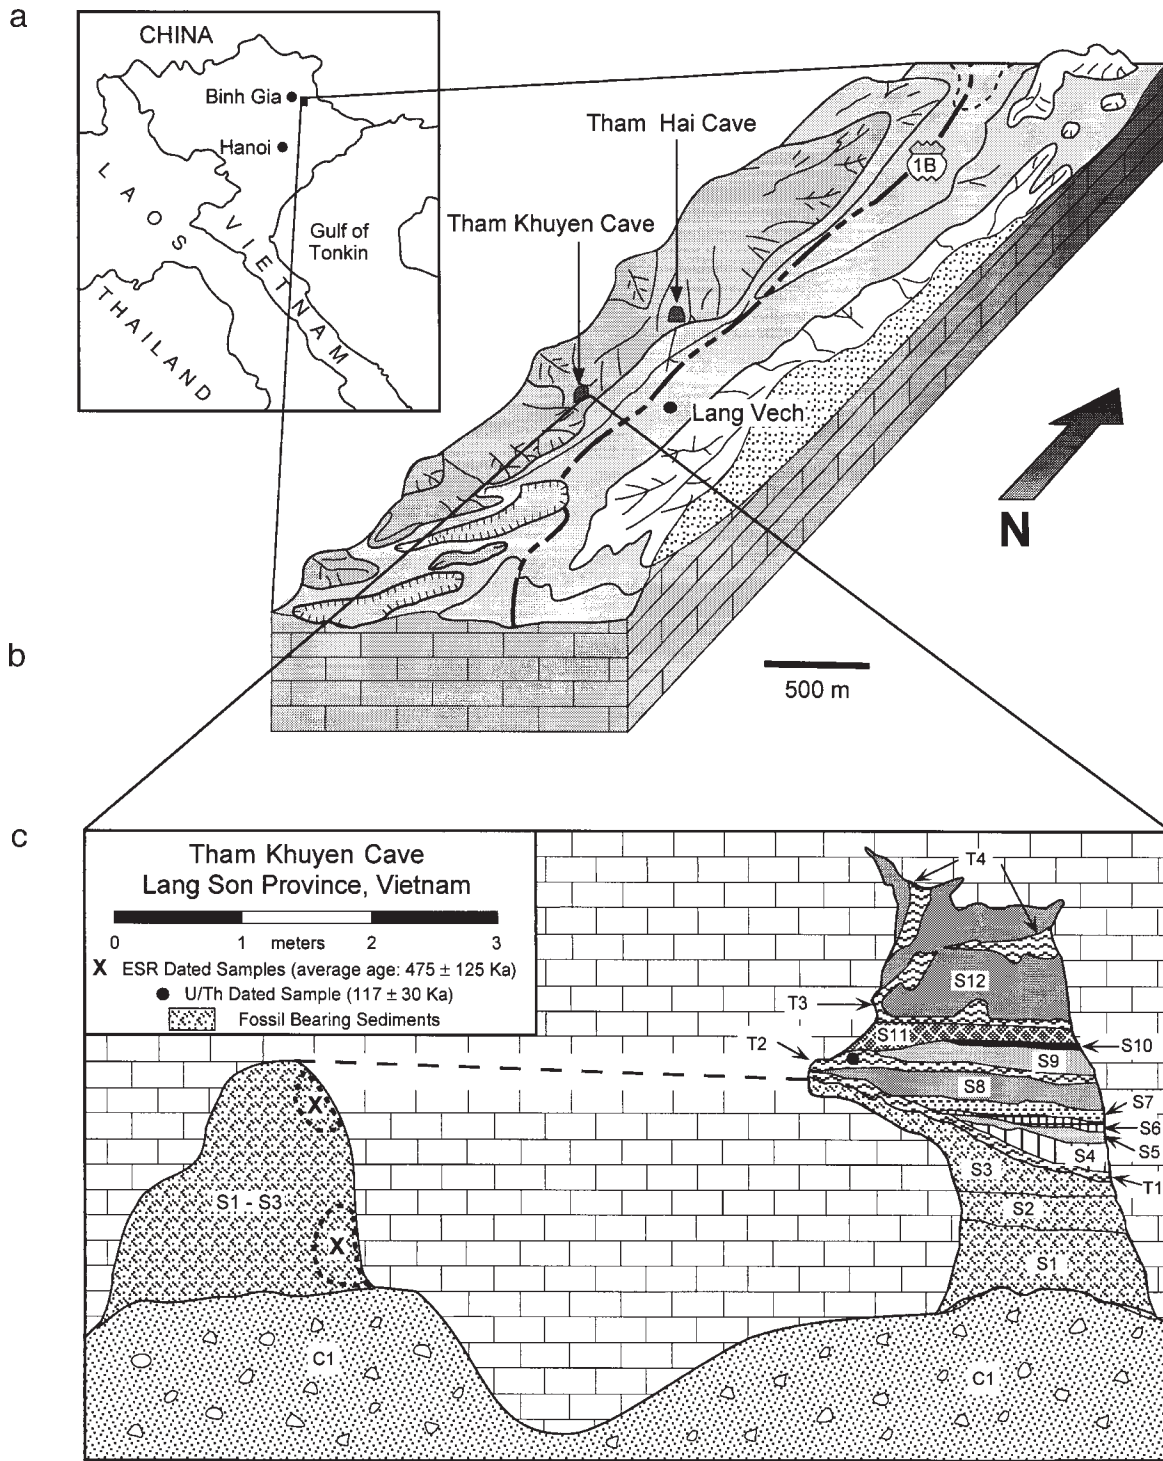 a
CHINA
Binh Gia
Hanoi
LAOS
VIETNAM
THAILAND
Gulf of
Tonkin
Tham Hai Cave
Tham Khuyen Cave
1B
Lang Vech
N
b
500 m
c
Tham Khuyen Cave
Lang Son Province, Vietnam
0 1 meters 2 3
X ESR Dated Samples (average age: 475 ± 125 Ka)
U/Th Dated Sample (117 ± 30 Ka)
Fossil Bearing Sediments
T4
S12
T3
S11
T2
S10
S9
S8
S7
S6
S5
S4
S3
T1
S2
S1
X
S1 - S3
X
C1
C1